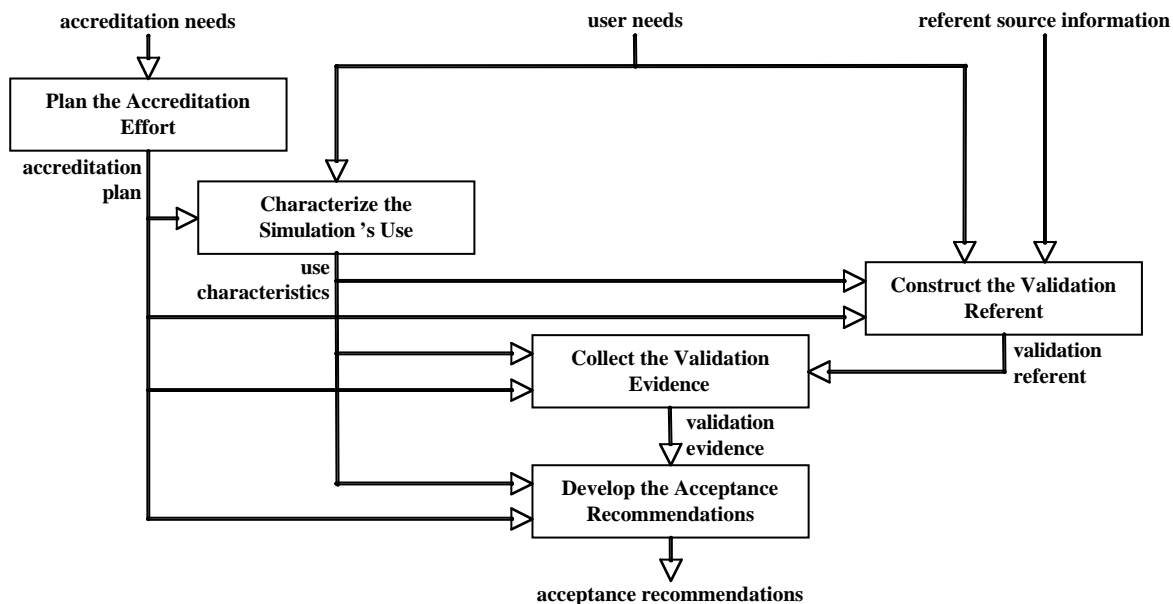 accreditation needs
user needs
referent source information
Plan the Accreditation
Effort
accreditation
plan
Characterize the
Simulation 's Use
use
characteristics
Construct the Validation
Referent
validation
referent
Collect the Validation
Evidence
validation
evidence
Develop the Acceptance
Recommendations
acceptance recommendations